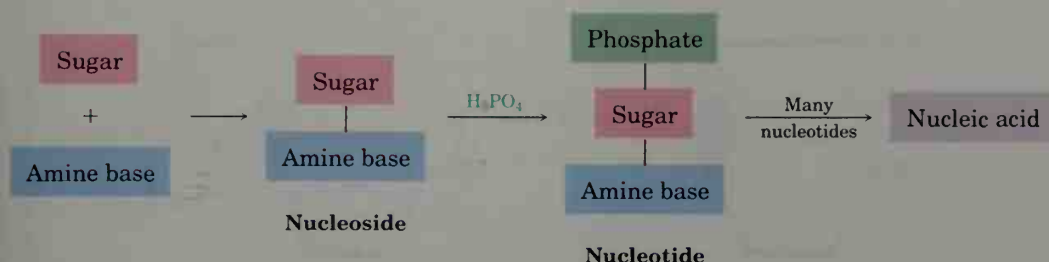 Sugar
+
Amine base
Sugar
Amine base
Nucleoside
H3PO4
Phosphate
Sugar
Amine base
Nucleotide
Many
nucleotides
Nucleic acid